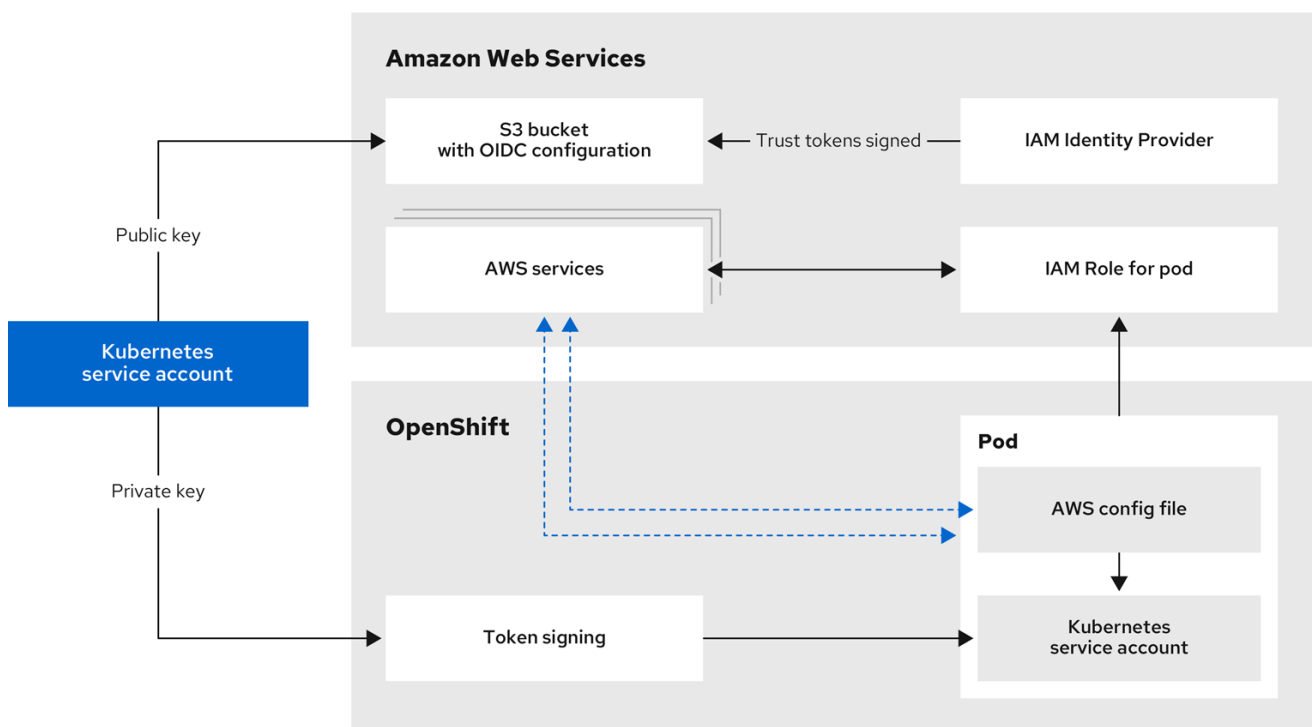 Amazon Web Services
S3 bucket
with OIDC configuration
Trust tokens signed
IAM Identity Provider
Public key
AWS services
IAM Role for pod
Kubernetes
service account
OpenShift
Pod
Private key
AWS config file
Token signing
Kubernetes
service account